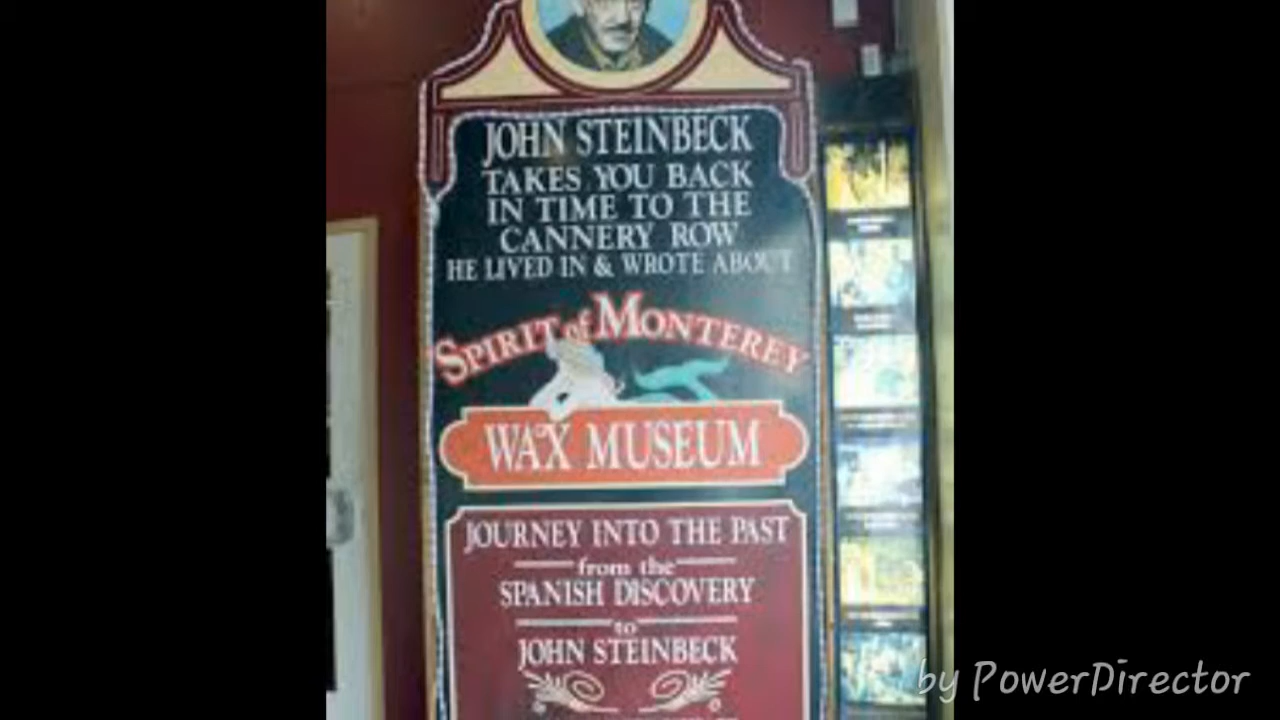 JOHN STEINBECK
TAKES YOU BACK
IN TIME TO THE
CANNERY ROW
HE LIVED IN & WROTE ABOUT
SPIRIT of MONTEREY
WAX MUSEUM
JOURNEY INTO THE PAST
from the
SPANISH DISCOVERY
to
JOHN STEINBECK
by PowerDirector